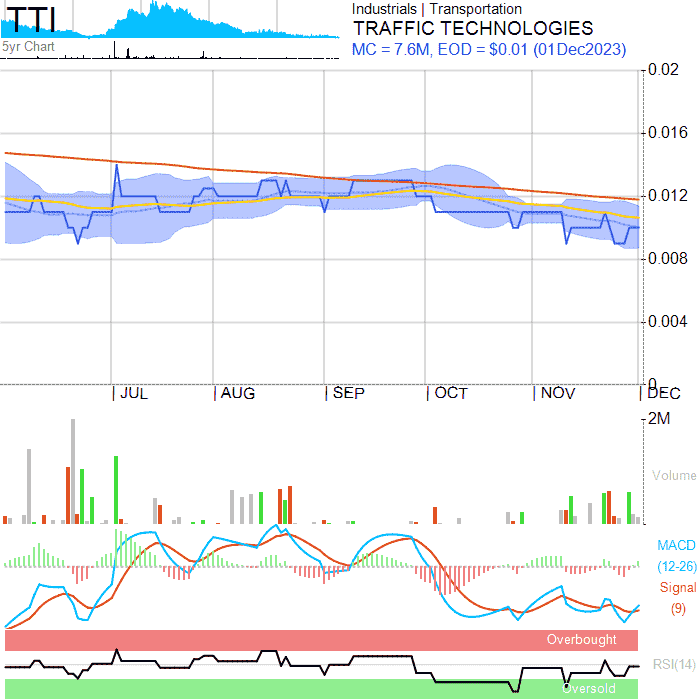 TTI
Industrials | Transportation
TRAFFIC TECHNOLOGIES
5yr Chart
MC = 7.6M, EOD = $0.01 (01Dec2023)
0.02
0.016
0.012
0.008
0.004
0
JUL AUG SEP OCT NOV DEC
2M
Volume
MACD
(12-26)
Signal
(9)
Overbought
RSI(14)
Oversold